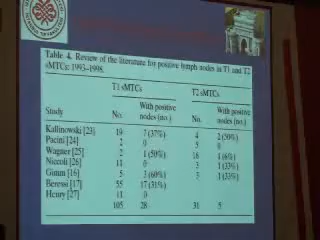 Table 4. Review of the literature for positive lymph nodes in T1 and T2
sMTCs: 1993–1998.
T1 sMTCs T2 sMTCs
Study No. With positive nodes (no.) No. With positive nodes (no.)
Kallinowski [23] 19 7 (37%) 4 2 (50%)
Pacini [24] 2 0 5 0
Wagner [25] 2 1 (50%) 16 1 (6%)
Niccoli [26] 11 0 3 1 (33%)
Gimm [16] 5 3 (60%) 3 1 (33%)
Beressi [17] 55 17 (31%)
Henry [27] 11 0
105 28 31 5